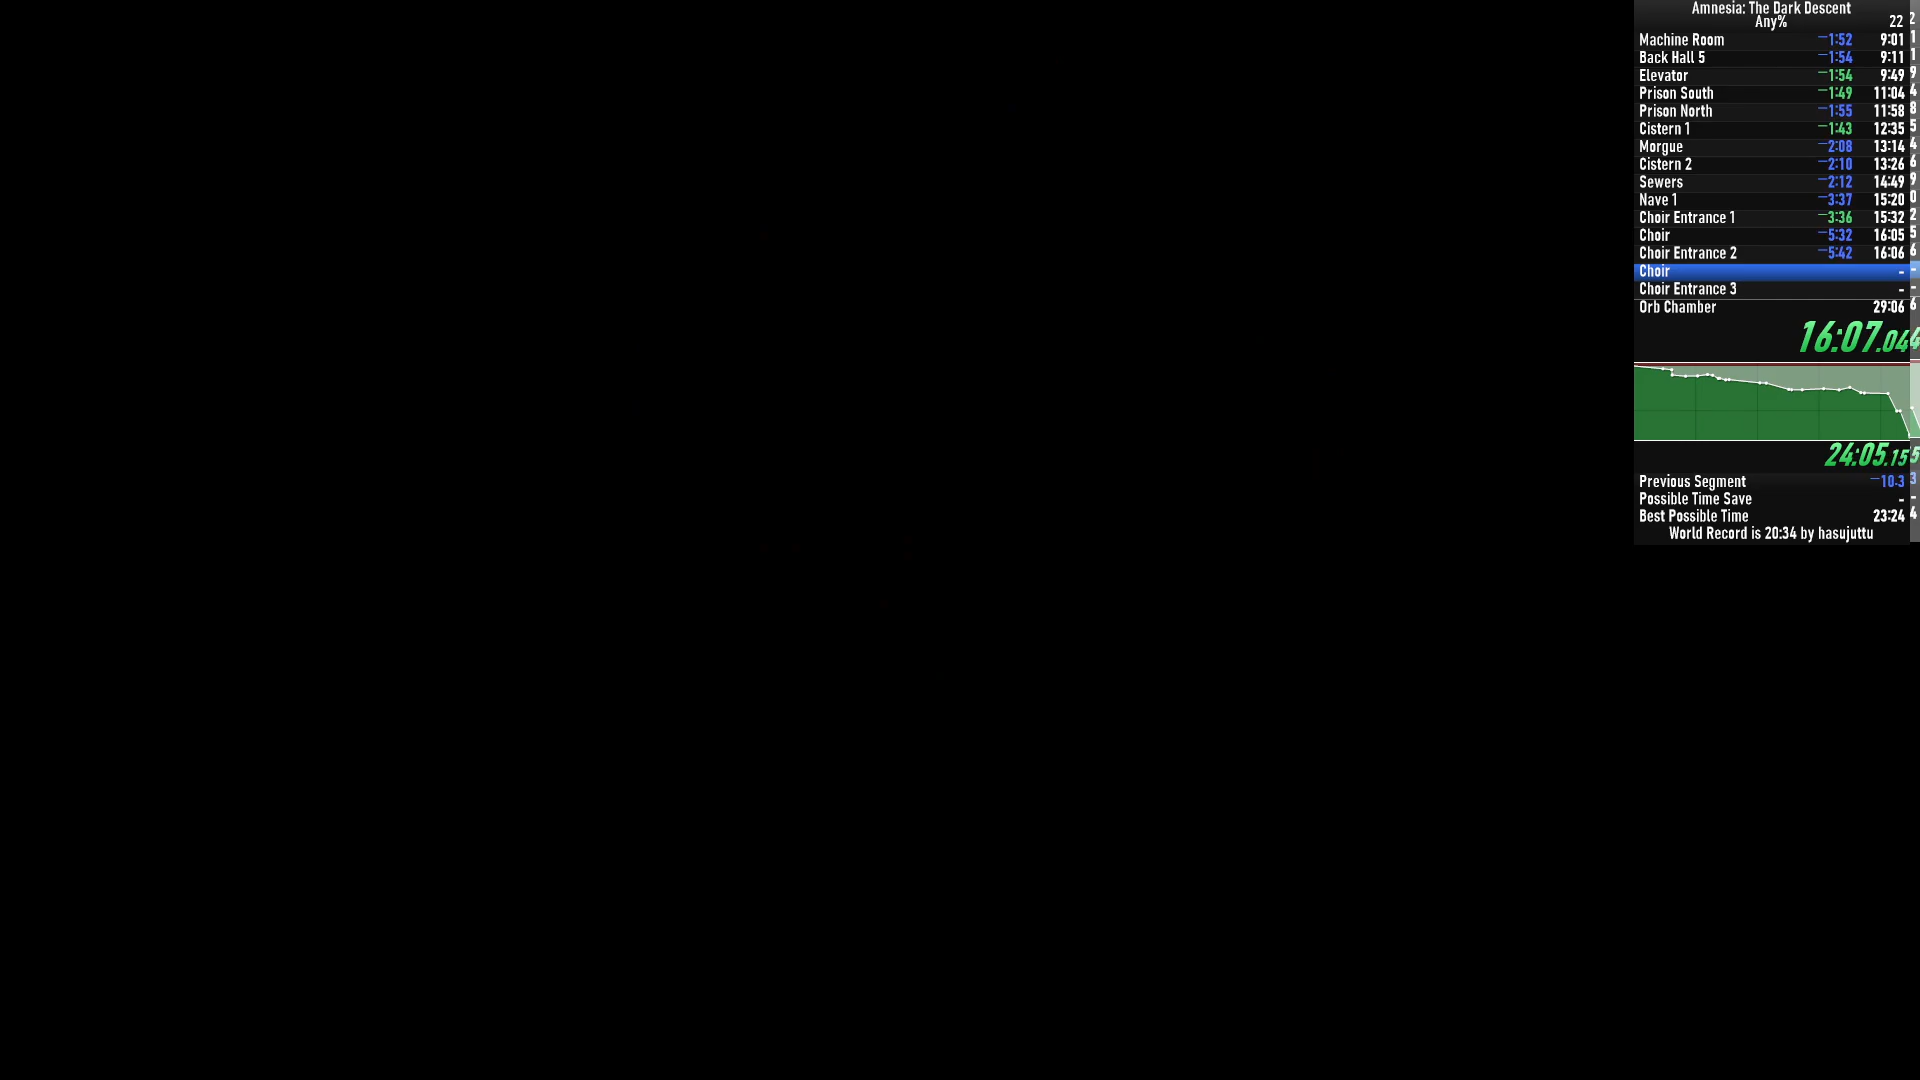 Amnesia: The Dark Descent
Any% 22
Machine Room −1:52 9:01
Back Hall 5 −1:54 9:11
Elevator −1:54 9:49
Prison South −1:49 11:04
Prison North −1:55 11:58
Cistern 1 −1:43 12:35
Morgue −2:08 13:14
Cistern 2 −2:10 13:26
Sewers −2:12 14:49
Nave 1 −3:37 15:20
Choir Entrance 1 −3:36 15:32
Choir −5:32 16:05
Choir Entrance 2 −5:42 16:06
Choir -
Choir Entrance 3 -
Orb Chamber 29:06
16:07.04
24:05.15
Previous Segment −10.3
Possible Time Save -
Best Possible Time 23:24
World Record is 20:34 by hasujuttu